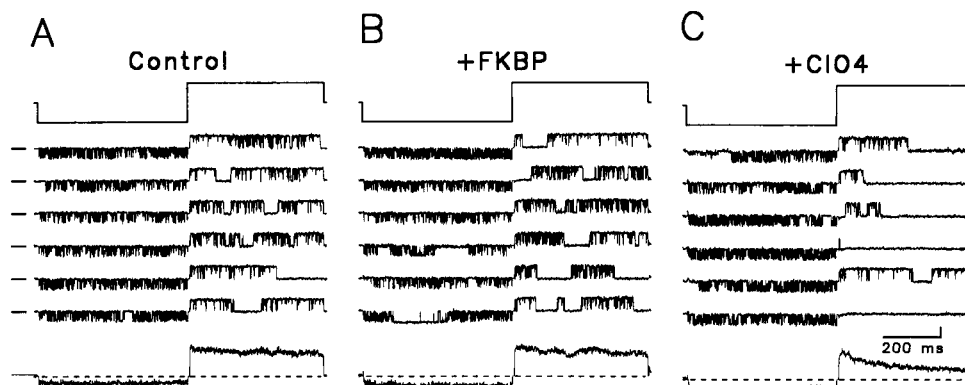 A
Control
B
+FKBP
C
+ClO4
200 ms